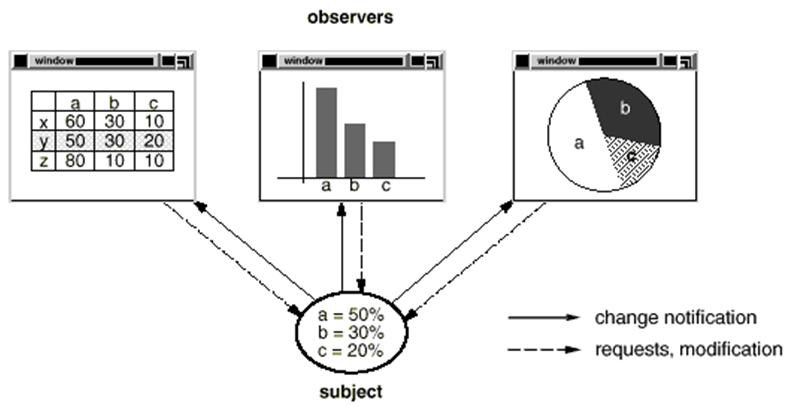 observers
window
window
window
a b c
x 60 30 10
y 50 30 20
z 80 10 10
a b c
a
b
c
a = 50%
b = 30%
c = 20%
subject
change notification
requests, modification